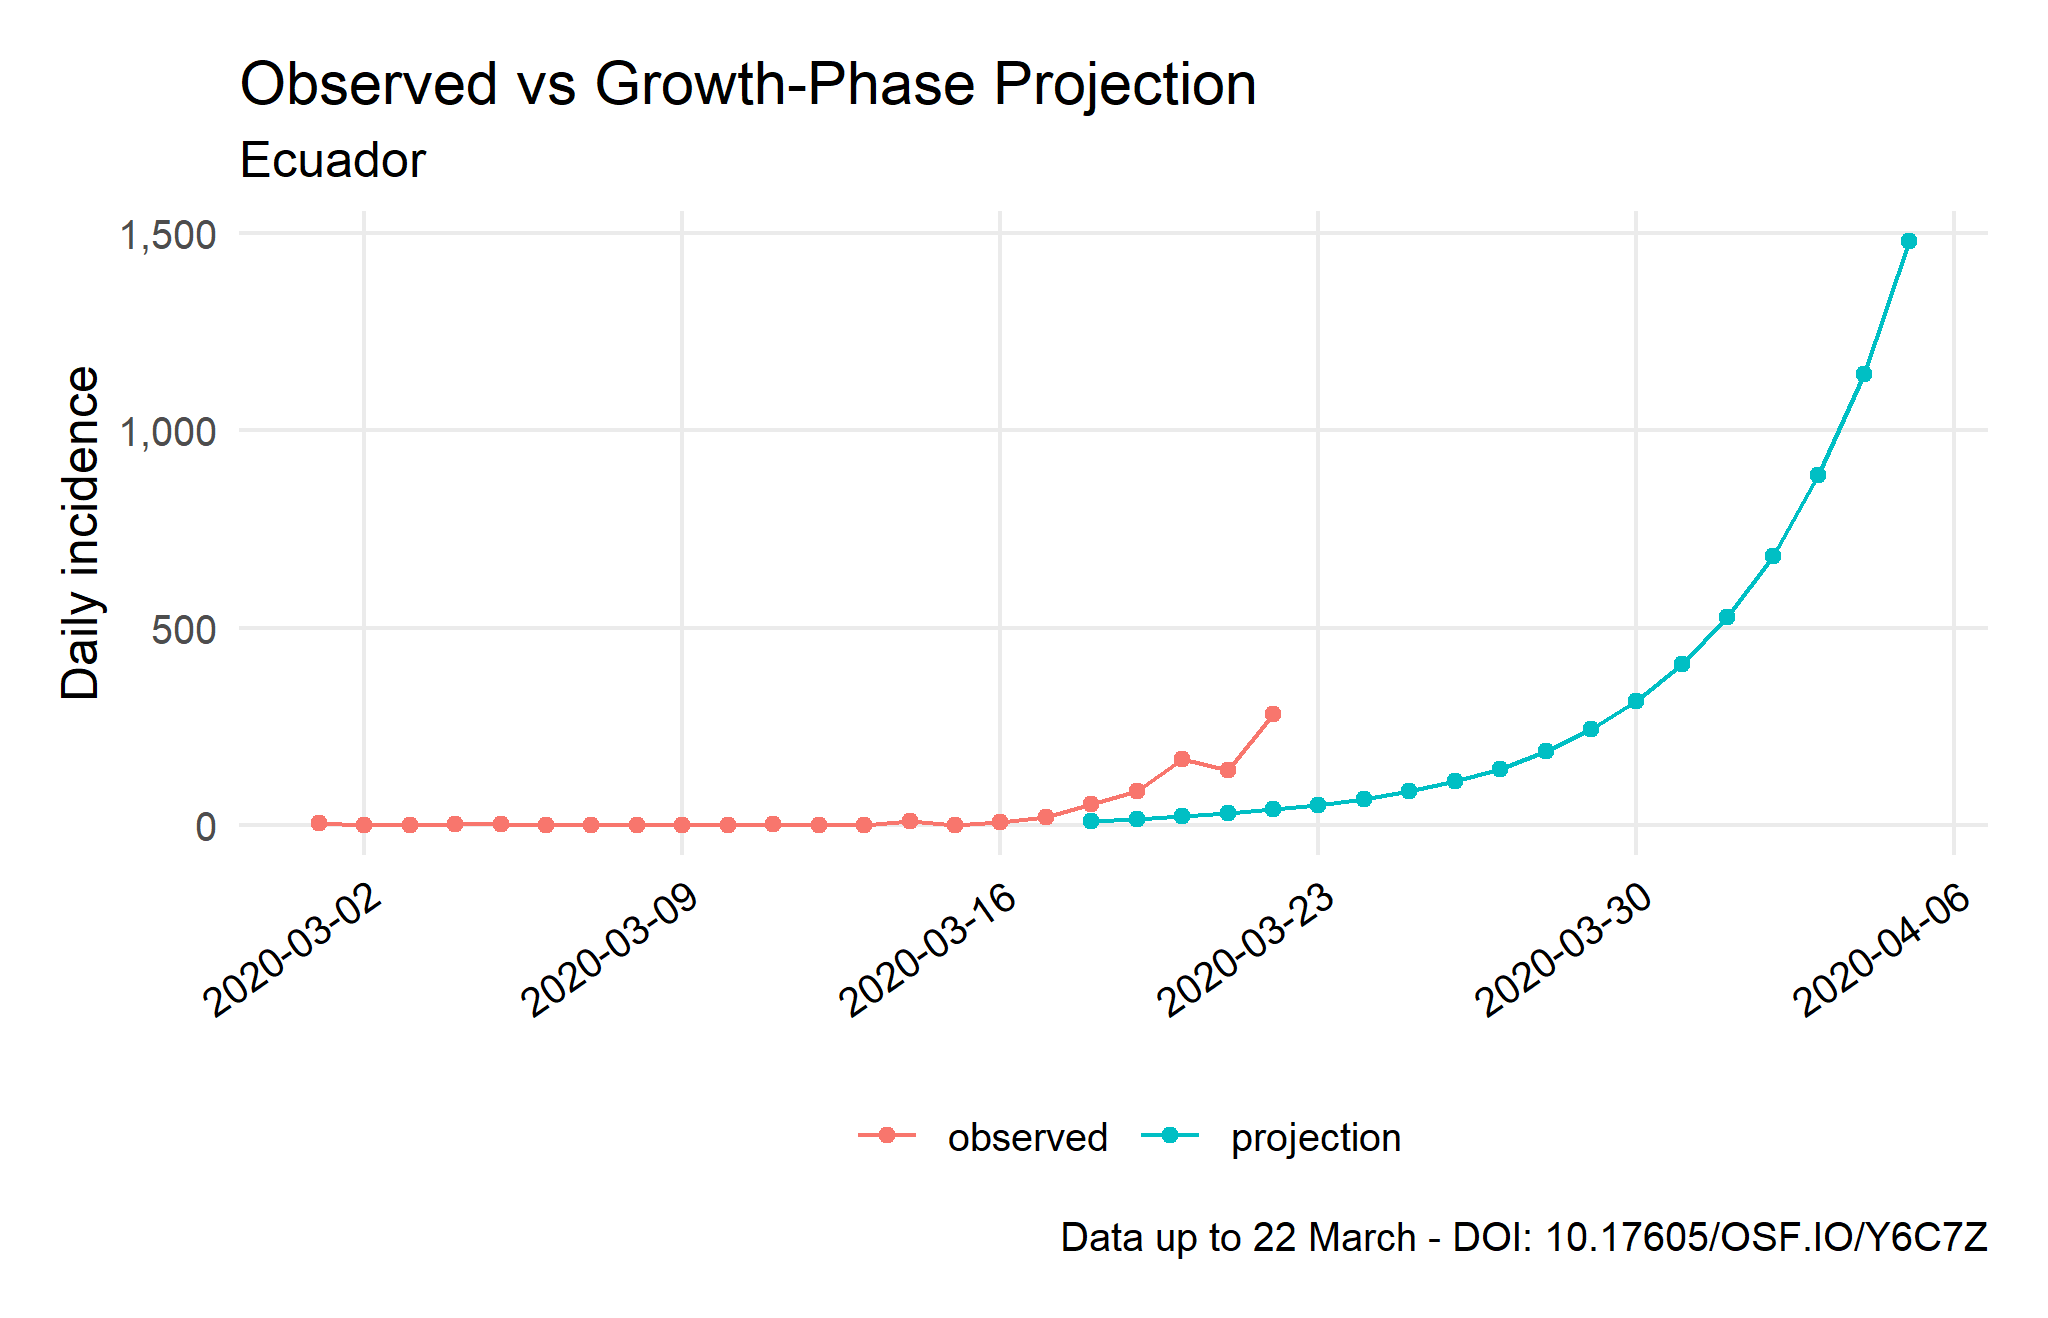 Observed vs Growth-Phase Projection
Ecuador
Daily incidence
1,500
1,000
500
0
2020-03-02
2020-03-09
2020-03-16
2020-03-23
2020-03-30
2020-04-06
observed
projection
Data up to 22 March - DOI: 10.17605/OSF.IO/Y6C7Z